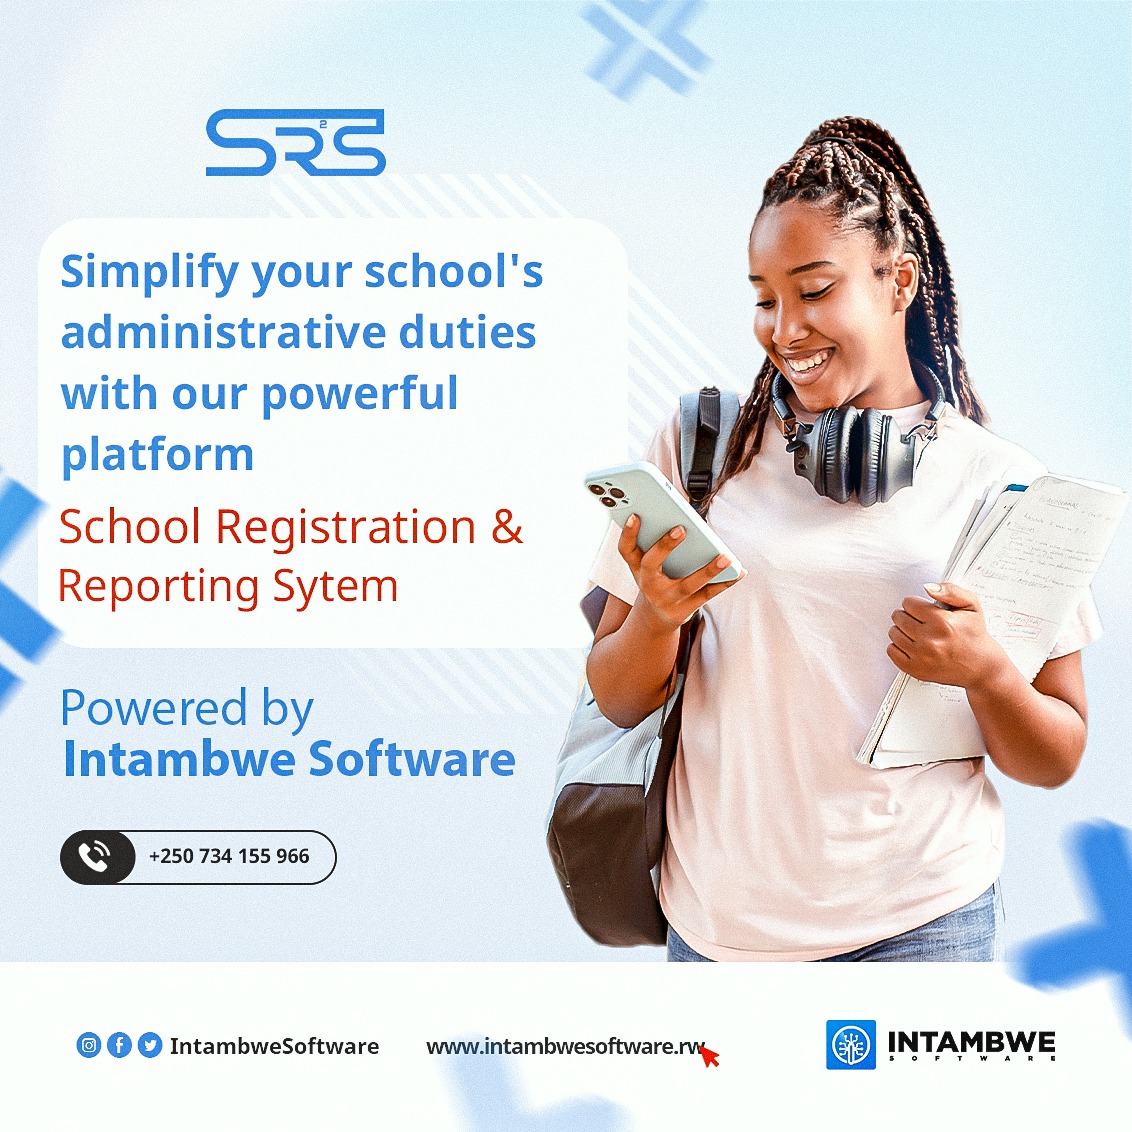 SR²S
Simplify your school's
administrative duties
with our powerful
platform
School Registration &
Reporting Sytem
Powered by
Intambwe Software
+250 734 155 966
IntambweSoftware
www.intambwesoftware.rw
INTAMBWE
SOFTWARE